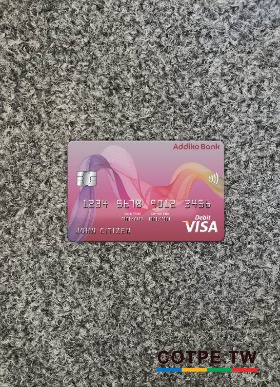 Addiko Bank
1234 5678 9012 3456
Debit
VISA
JOHN CITIZEN
COTPE.TW